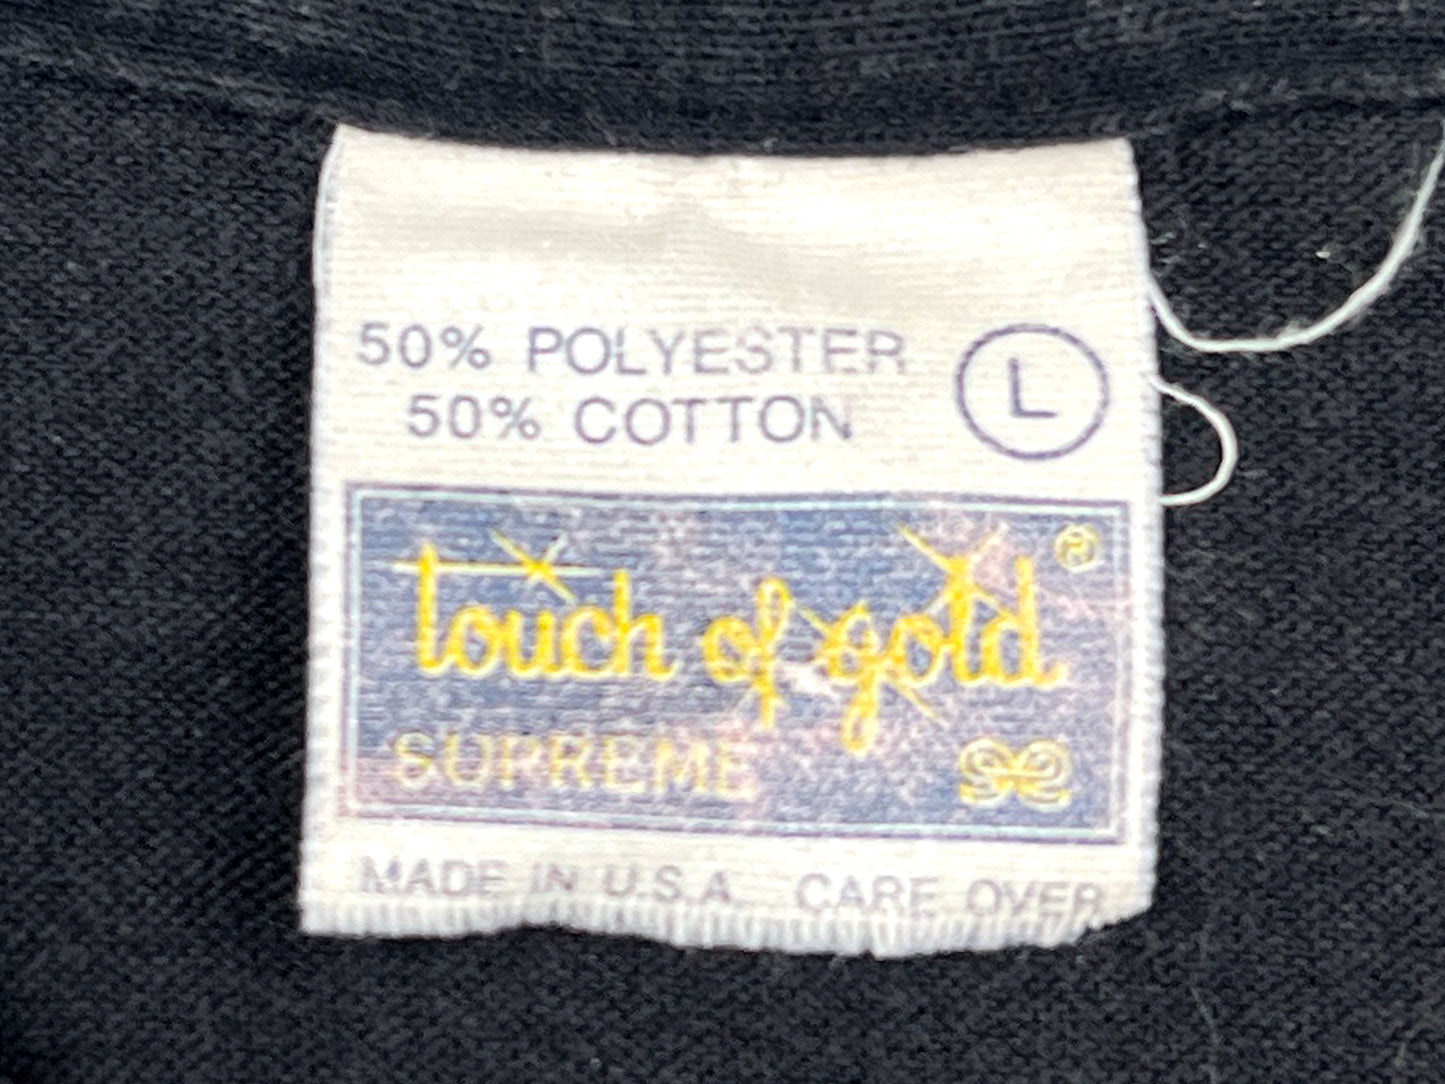 50% POLYESTER
50% COTTON
L
touch of gold ®
SUPREME
MADE IN U.S.A CARE OVER